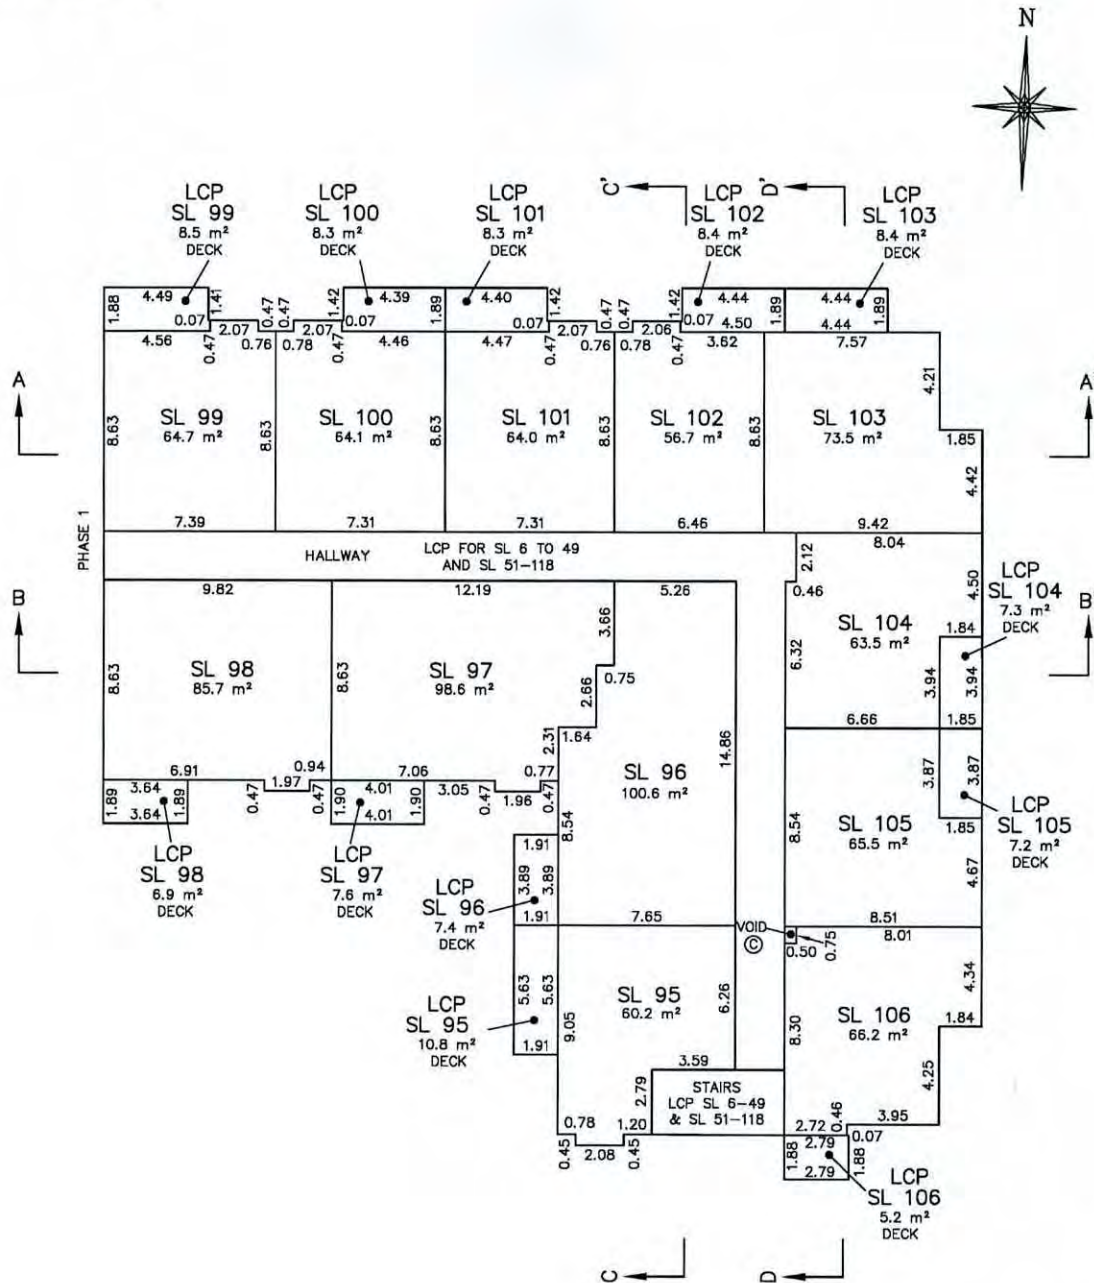 N
C' D'
LCP
SL 99
8.5 m²
DECK
LCP
SL 100
8.3 m²
DECK
LCP
SL 101
8.3 m²
DECK
LCP
SL 102
8.4 m²
DECK
LCP
SL 103
8.4 m²
DECK
1.88 4.49 1.41 0.07 2.07 0.47 0.47 2.07 1.42 0.07 4.39 1.89 4.40 1.42 0.07 2.07 0.47 0.47 2.06 1.42 0.07 4.44 4.50 1.89 4.44 4.44 1.89
4.56 0.47 0.76 0.78 0.47 4.46 4.47 0.47 0.76 0.78 0.47 3.62 7.57
4.21
A A'
8.63
SL 99
64.7 m²
8.63
SL 100
64.1 m²
8.63
SL 101
64.0 m²
8.63
SL 102
56.7 m²
8.63
SL 103
73.5 m²
1.85
4.42
7.39 7.31 7.31 6.46 9.42
PHASE 1
HALLWAY
LCP FOR SL 6 TO 49
AND SL 51-118
8.04
2.12
0.46
9.82 12.19 5.26
4.50
B B'
LCP
SL 104
7.3 m²
DECK
SL 104
63.5 m²
6.32
1.84
3.94 3.94
6.66 1.85
8.63
SL 98
85.7 m²
8.63
SL 97
98.6 m²
3.66
0.75
2.66
1.64
2.31
14.86
SL 96
100.6 m²
6.91 0.94 7.06 0.77
3.64 1.97 4.01 3.05 1.96
1.89 1.89 0.47 0.47 1.90 1.90 0.47 0.47
3.64 4.01
8.54
LCP
SL 98
6.9 m²
DECK
LCP
SL 97
7.6 m²
DECK
1.91
3.89 3.89
1.91
LCP
SL 96
7.4 m²
DECK
8.54
SL 105
65.5 m²
3.87 3.87
1.85
LCP
SL 105
7.2 m²
DECK
4.67
7.65
VOID
©
8.51
8.01
0.50 0.75
4.34
5.63 5.63
LCP
SL 95
10.8 m²
DECK
1.91
9.05
SL 95
60.2 m²
6.26
8.30
SL 106
66.2 m²
1.84
4.25
3.59
2.79
STAIRS
LCP SL 6-49
& SL 51-118
0.78 1.20
0.45 2.08 0.45
2.72 0.46 3.95
2.79 0.07
1.88 1.88
2.79
LCP
SL 106
5.2 m²
DECK
C D